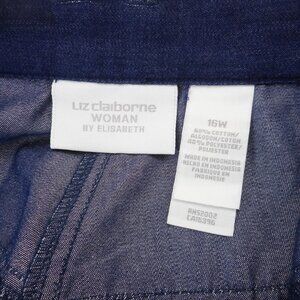 Liz claiborne
WOMAN
BY ELISABETH
16W
60% COTTON/
ALGODON/COTON
40% POLYESTER/
POLIESTER
MADE IN INDONESIA
HECHO EN INDONESIA
FABRIQUE EN
INDONESIE
RN52002
CA16396